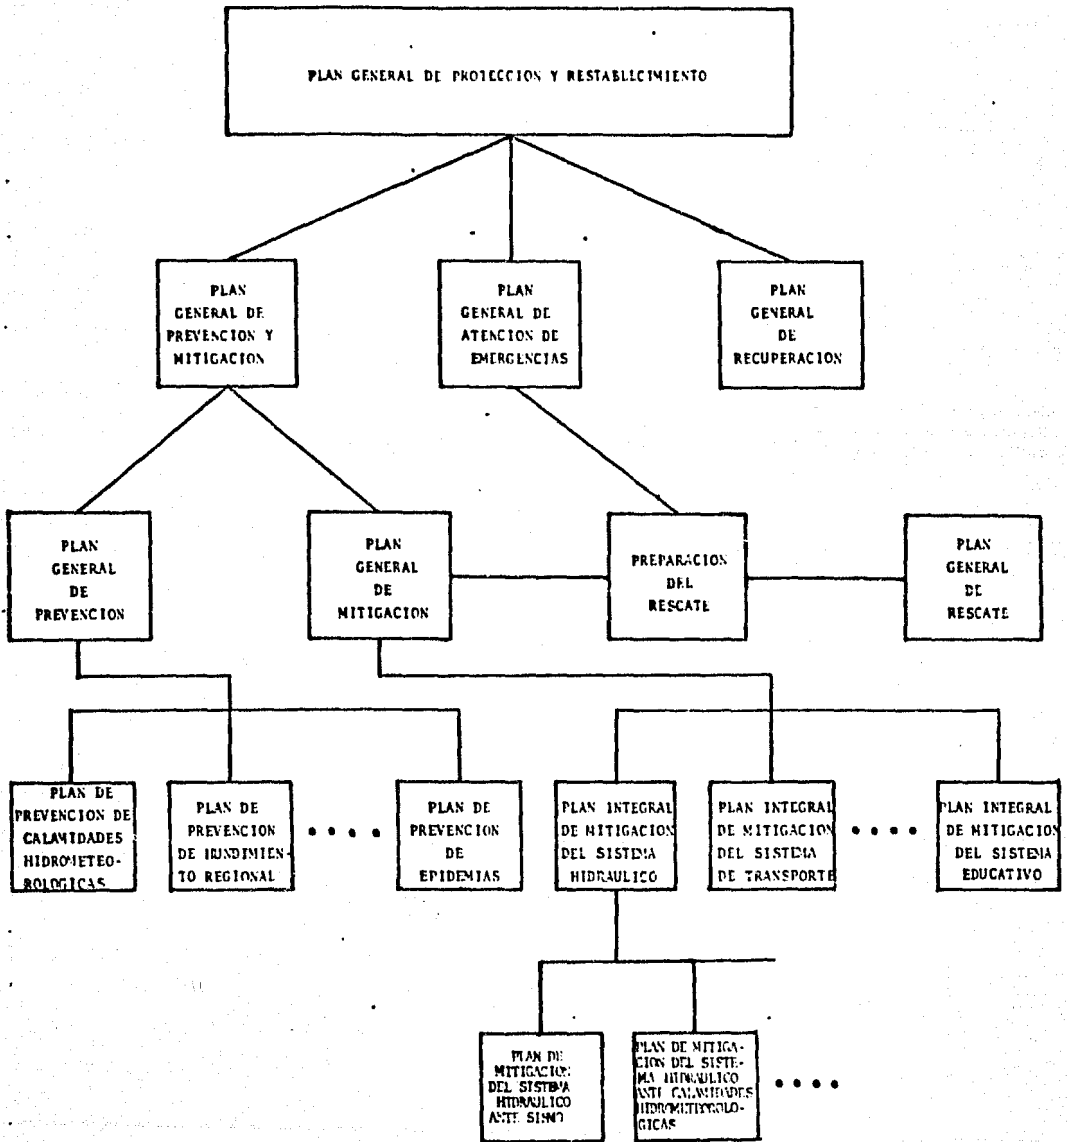 PLAN GENERAL DE PROTECCION Y RESTABLECIMIENTO
PLAN
GENERAL DE
PREVENCION Y
MITIGACION
PLAN
GENERAL DE
ATENCION DE
EMERGENCIAS
PLAN
GENERAL
DE
RECUPERACION
PLAN
GENERAL
DE
PREVENCION
PLAN
GENERAL
DE
MITIGACION
PREPARACION
DEL
RESCATE
PLAN
GENERAL
DE
RESCATE
PLAN DE
PREVENCION DE
CALAMIDADES
HIDROMETEO-
ROLOGICAS
PLAN DE
PREVENCION
DE HUNDIMIEN-
TO REGIONAL
PLAN DE
PREVENCION
DE
EPIDEMIAS
PLAN INTEGRAL
DE MITIGACION
DEL SISTEMA
HIDRAULICO
PLAN INTEGRAL
DE MITIGACION
DEL SISTEMA
DE TRANSPORTE
PLAN INTEGRAL
DE MITIGACION
DEL SISTEMA
EDUCATIVO
PLAN DE
MITIGACION
DEL SISTEMA
HIDRAULICO
ANTE SISMO
PLAN DE MITIGA-
CION DEL SISTE-
MA HIDRAULICO
ANTE CALAMIDADES
HIDROMETEOROLO-
GICAS